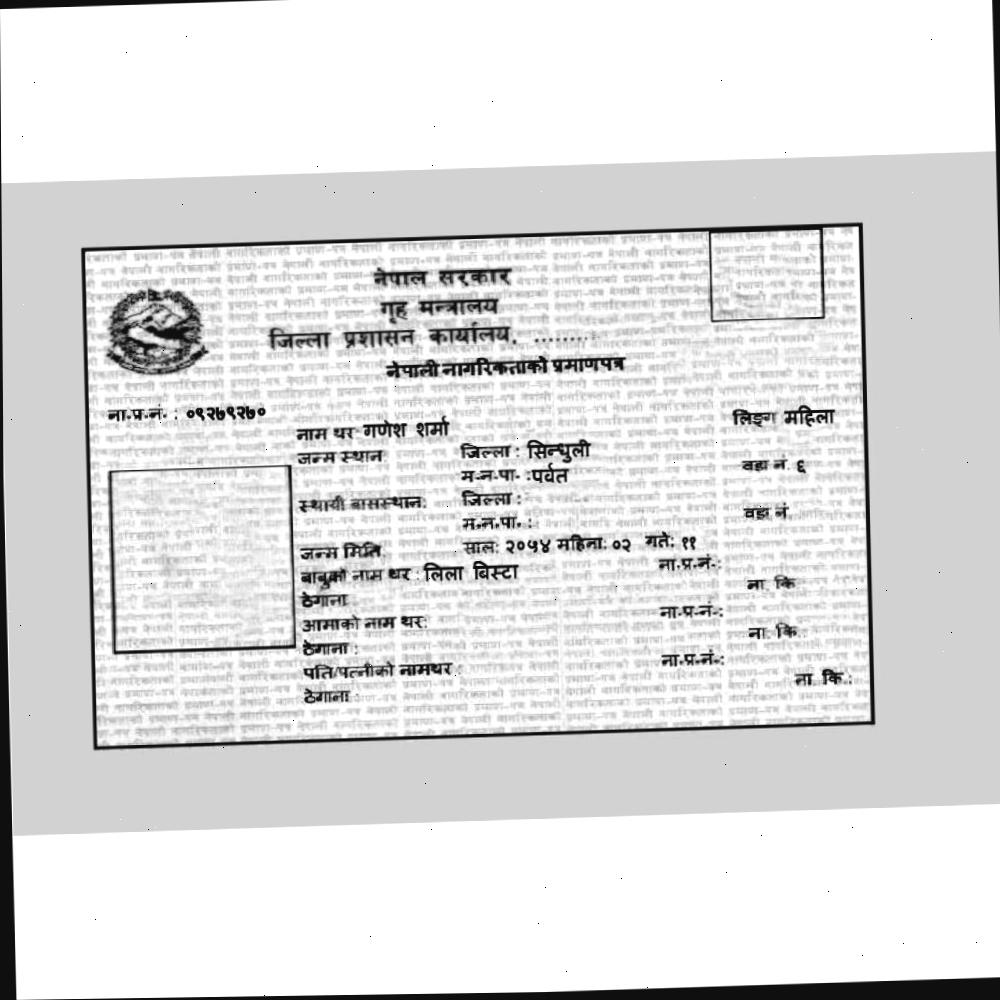 नेपाल सरकार
गृह मन्त्रालय
जिल्ला प्रशासन कार्यालय, .........
नेपाली नागरिकताको प्रमाणपत्र
ना.प्र.नं. : ०९२७९२७०
लिङ्ग महिला
नाम थर गणेश शर्मा
जन्म स्थान जिल्ला : सिन्धुली
म.न.पा. :पर्वत वडा नं. ६
स्थायी बासस्थान: जिल्ला :
म.न.पा. : वडा नं.
जन्म मिति: साल: २०५४ महिना: ०२ गते: ११
बाबुको नाम थर : लिला बिस्टा ना.प्र.नं.:
ठेगाना ना. कि
आमाको नाम थर: ना.प्र.नं.:
ठेगाना : ना. कि.:
पति/पत्नीको नामथर : ना.प्र.नं.:
ठेगाना : ना. कि.: